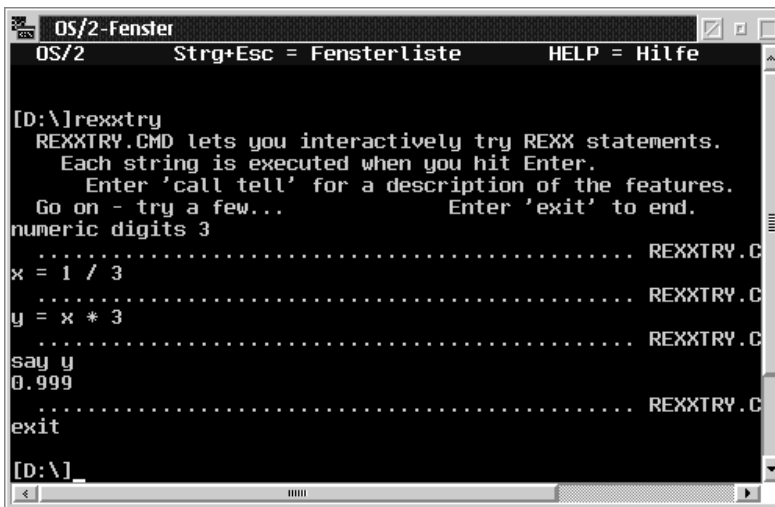 OS/2-Fenster
OS/2 Strg+Esc = Fensterliste HELP = Hilfe
[D:\]rexxtry
REXXTRY.CMD lets you interactively try REXX statements.
Each string is executed when you hit Enter.
Enter 'call tell' for a description of the features.
Go on - try a few... Enter 'exit' to end.
numeric digits 3
................................................ REXXTRY.C
x = 1 / 3
................................................ REXXTRY.C
y = x * 3
................................................ REXXTRY.C
say y
0.999
................................................ REXXTRY.C
exit
[D:\]_